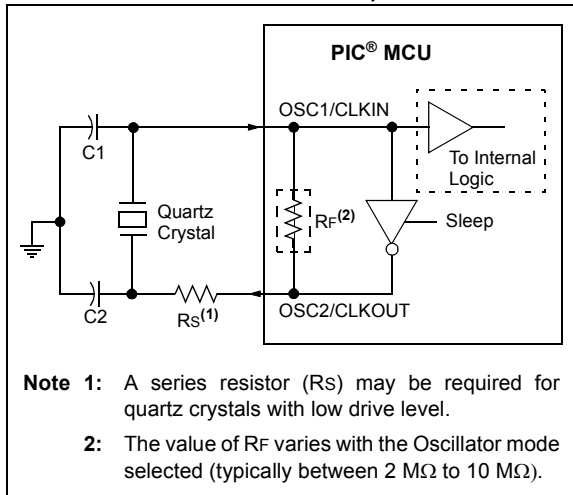 PIC® MCU
OSC1/CLKIN
C1
To Internal
Logic
Quartz
Crystal
RF(2)
Sleep
C2
RS(1)
OSC2/CLKOUT
Note 1: A series resistor (RS) may be required for
quartz crystals with low drive level.
2: The value of RF varies with the Oscillator mode
selected (typically between 2 MΩ to 10 MΩ).